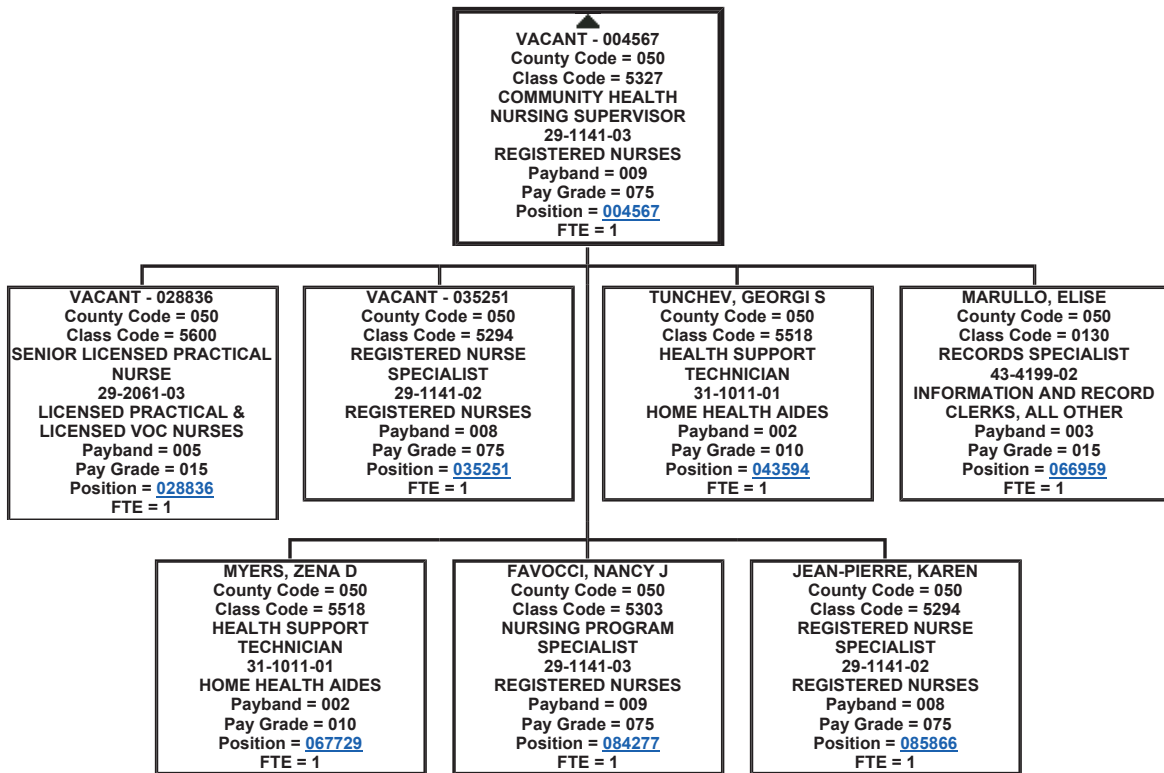 VACANT - 004567
County Code = 050
Class Code = 5327
COMMUNITY HEALTH
NURSING SUPERVISOR
29-1141-03
REGISTERED NURSES
Payband = 009
Pay Grade = 075
Position = 004567
FTE = 1
VACANT - 028836
County Code = 050
Class Code = 5600
SENIOR LICENSED PRACTICAL
NURSE
29-2061-03
LICENSED PRACTICAL &
LICENSED VOC NURSES
Payband = 005
Pay Grade = 015
Position = 028836
FTE = 1
VACANT - 035251
County Code = 050
Class Code = 5294
REGISTERED NURSE
SPECIALIST
29-1141-02
REGISTERED NURSES
Payband = 008
Pay Grade = 075
Position = 035251
FTE = 1
TUNCHEV, GEORGI S
County Code = 050
Class Code = 5518
HEALTH SUPPORT
TECHNICIAN
31-1011-01
HOME HEALTH AIDES
Payband = 002
Pay Grade = 010
Position = 043594
FTE = 1
MARULLO, ELISE
County Code = 050
Class Code = 0130
RECORDS SPECIALIST
43-4199-02
INFORMATION AND RECORD
CLERKS, ALL OTHER
Payband = 003
Pay Grade = 015
Position = 066959
FTE = 1
MYERS, ZENA D
County Code = 050
Class Code = 5518
HEALTH SUPPORT
TECHNICIAN
31-1011-01
HOME HEALTH AIDES
Payband = 002
Pay Grade = 010
Position = 067729
FTE = 1
FAVOCCI, NANCY J
County Code = 050
Class Code = 5303
NURSING PROGRAM
SPECIALIST
29-1141-03
REGISTERED NURSES
Payband = 009
Pay Grade = 075
Position = 084277
FTE = 1
JEAN-PIERRE, KAREN
County Code = 050
Class Code = 5294
REGISTERED NURSE
SPECIALIST
29-1141-02
REGISTERED NURSES
Payband = 008
Pay Grade = 075
Position = 085866
FTE = 1